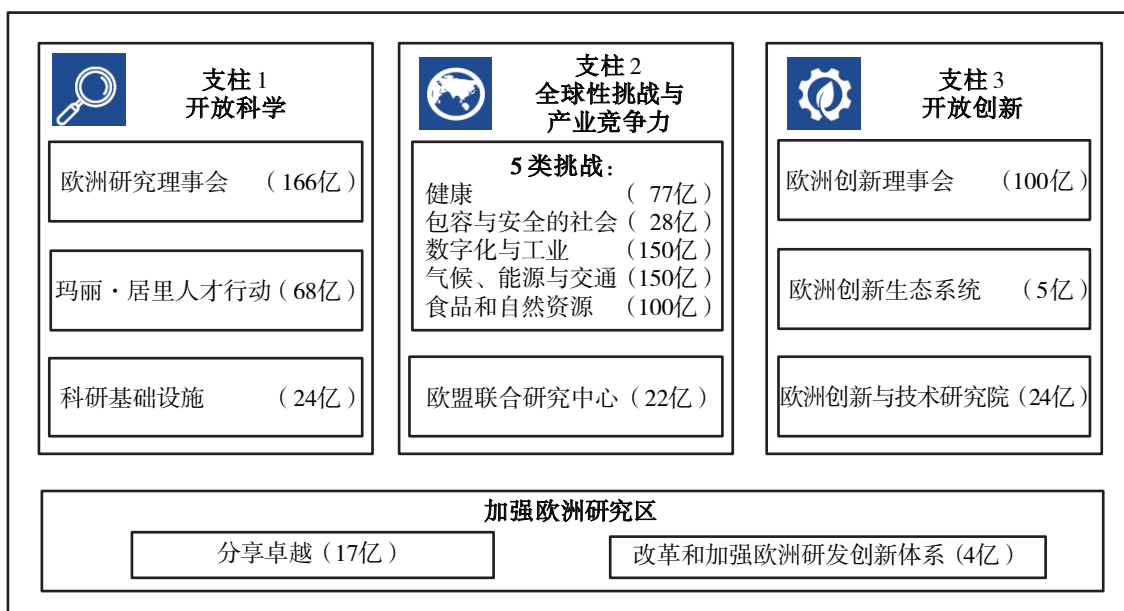 支柱 1
开放科学
欧洲研究理事会 （166亿）
玛丽·居里人才行动（68亿）
科研基础设施 （24亿）
支柱 2
全球性挑战与
产业竞争力
5 类挑战：
健康 （ 77亿）
包容与安全的社会（ 28亿）
数字化与工业 （150亿）
气候、能源与交通（150亿）
食品和自然资源 （100亿）
欧盟联合研究中心（22亿）
支柱 3
开放创新
欧洲创新理事会 （100亿）
欧洲创新生态系统 （5亿）
欧洲创新与技术研究院（24亿）
加强欧洲研究区
分享卓越（17亿）
改革和加强欧洲研发创新体系（4亿）